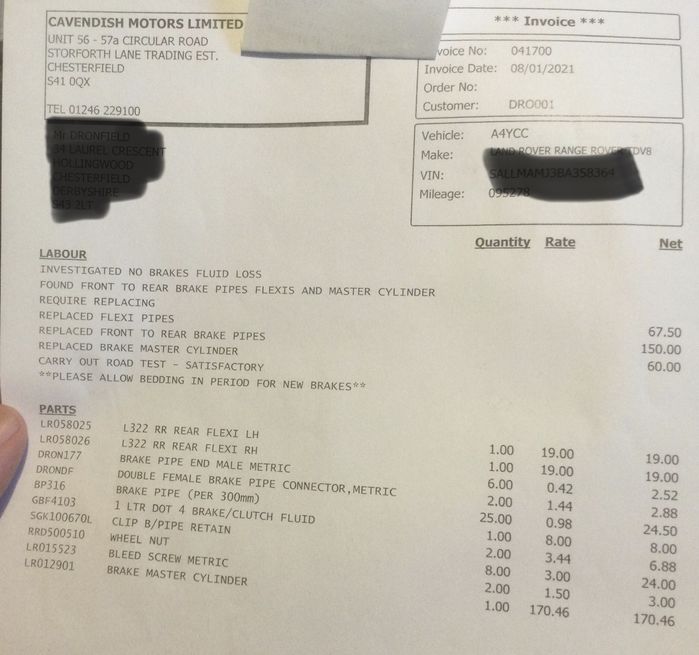 CAVENDISH MOTORS LIMITED
UNIT 56 - 57a CIRCULAR ROAD
STORFORTH LANE TRADING EST.
CHESTERFIELD
S41 0QX
TEL 01246 229100
*** Invoice ***
voice No: 041700
Invoice Date: 08/01/2021
Order No:
Customer: DRO001
Vehicle: A4YCC
Make: LAND ROVER RANGE ROVER TDV8
VIN:
Mileage: 095278
Quantity Rate Net
LABOUR
INVESTIGATED NO BRAKES FLUID LOSS
FOUND FRONT TO REAR BRAKE PIPES FLEXIS AND MASTER CYLINDER
REQUIRE REPLACING
REPLACED FLEXI PIPES 67.50
REPLACED FRONT TO REAR BRAKE PIPES 150.00
REPLACED BRAKE MASTER CYLINDER 60.00
CARRY OUT ROAD TEST - SATISFACTORY
**PLEASE ALLOW BEDDING IN PERIOD FOR NEW BRAKES**
PARTS
LR058025 L322 RR REAR FLEXI LH 1.00 19.00 19.00
LR058026 L322 RR REAR FLEXI RH 1.00 19.00 19.00
DRON177 BRAKE PIPE END MALE METRIC 6.00 0.42 2.52
DRONDF DOUBLE FEMALE BRAKE PIPE CONNECTOR,METRIC 2.00 1.44 2.88
BP316 BRAKE PIPE (PER 300mm) 25.00 0.98 24.50
GBF4103 1 LTR DOT 4 BRAKE/CLUTCH FLUID 1.00 8.00 8.00
SGK100670L CLIP B/PIPE RETAIN 2.00 3.44 6.88
RRD500510 WHEEL NUT 8.00 3.00 24.00
LR015523 BLEED SCREW METRIC 2.00 1.50 3.00
LR012901 BRAKE MASTER CYLINDER 1.00 170.46 170.46